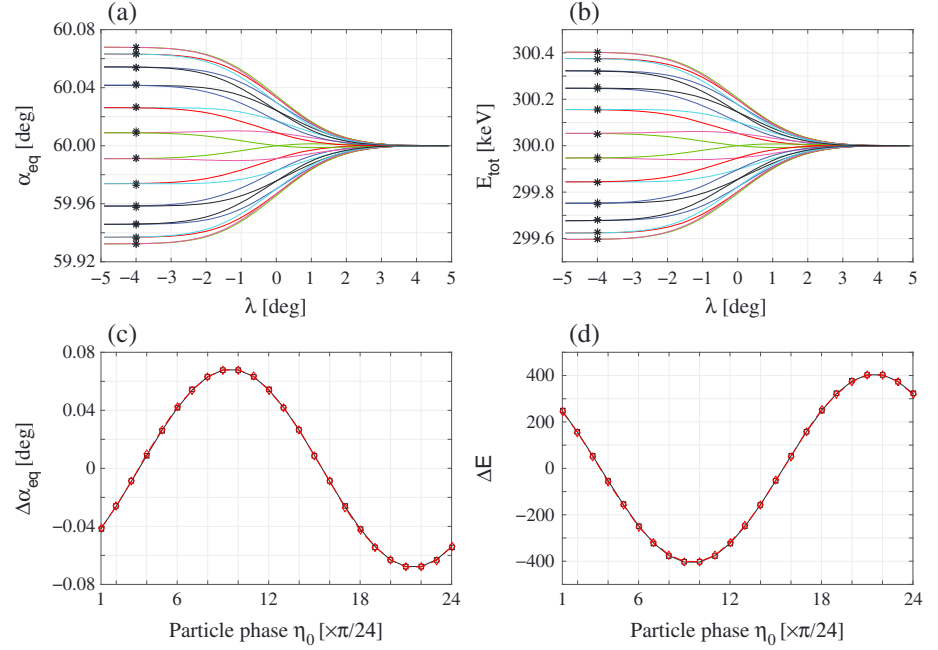 (a)
(b)
60.08
60.04
60.00
59.96
59.92
α_eq [deg]
−5 −4 −3 −2 −1 0 1 2 3 4 5
λ [deg]
300.4
300.2
300.0
299.8
299.6
E_tot [keV]
−5 −4 −3 −2 −1 0 1 2 3 4 5
λ [deg]
(c)
(d)
0.08
0.04
0
−0.04
−0.08
Δα_eq [deg]
1 6 12 18 24
Particle phase η_0 [×π/24]
400
200
0
−200
−400
ΔE
1 6 12 18 24
Particle phase η_0 [×π/24]